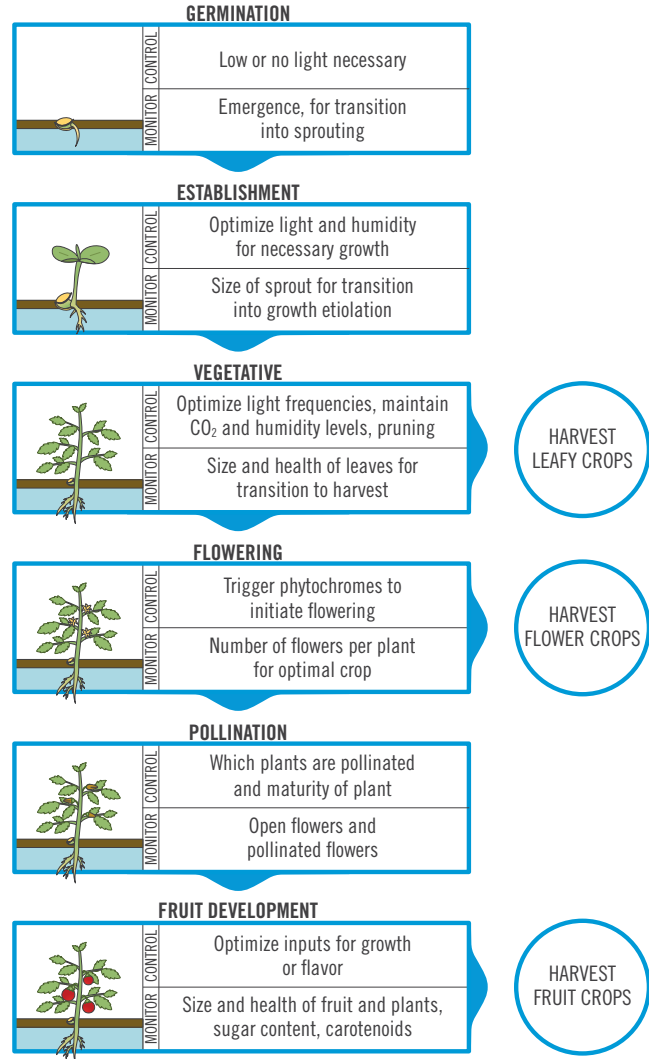 GERMINATION
CONTROL
Low or no light necessary
MONITOR
Emergence, for transition
into sprouting
ESTABLISHMENT
CONTROL
Optimize light and humidity
for necessary growth
MONITOR
Size of sprout for transition
into growth etiolation
VEGETATIVE
CONTROL
Optimize light frequencies, maintain
CO₂ and humidity levels, pruning
MONITOR
Size and health of leaves for
transition to harvest
HARVEST
LEAFY CROPS
FLOWERING
CONTROL
Trigger phytochromes to
initiate flowering
MONITOR
Number of flowers per plant
for optimal crop
HARVEST
FLOWER CROPS
POLLINATION
CONTROL
Which plants are pollinated
and maturity of plant
MONITOR
Open flowers and
pollinated flowers
FRUIT DEVELOPMENT
CONTROL
Optimize inputs for growth
or flavor
MONITOR
Size and health of fruit and plants,
sugar content, carotenoids
HARVEST
FRUIT CROPS